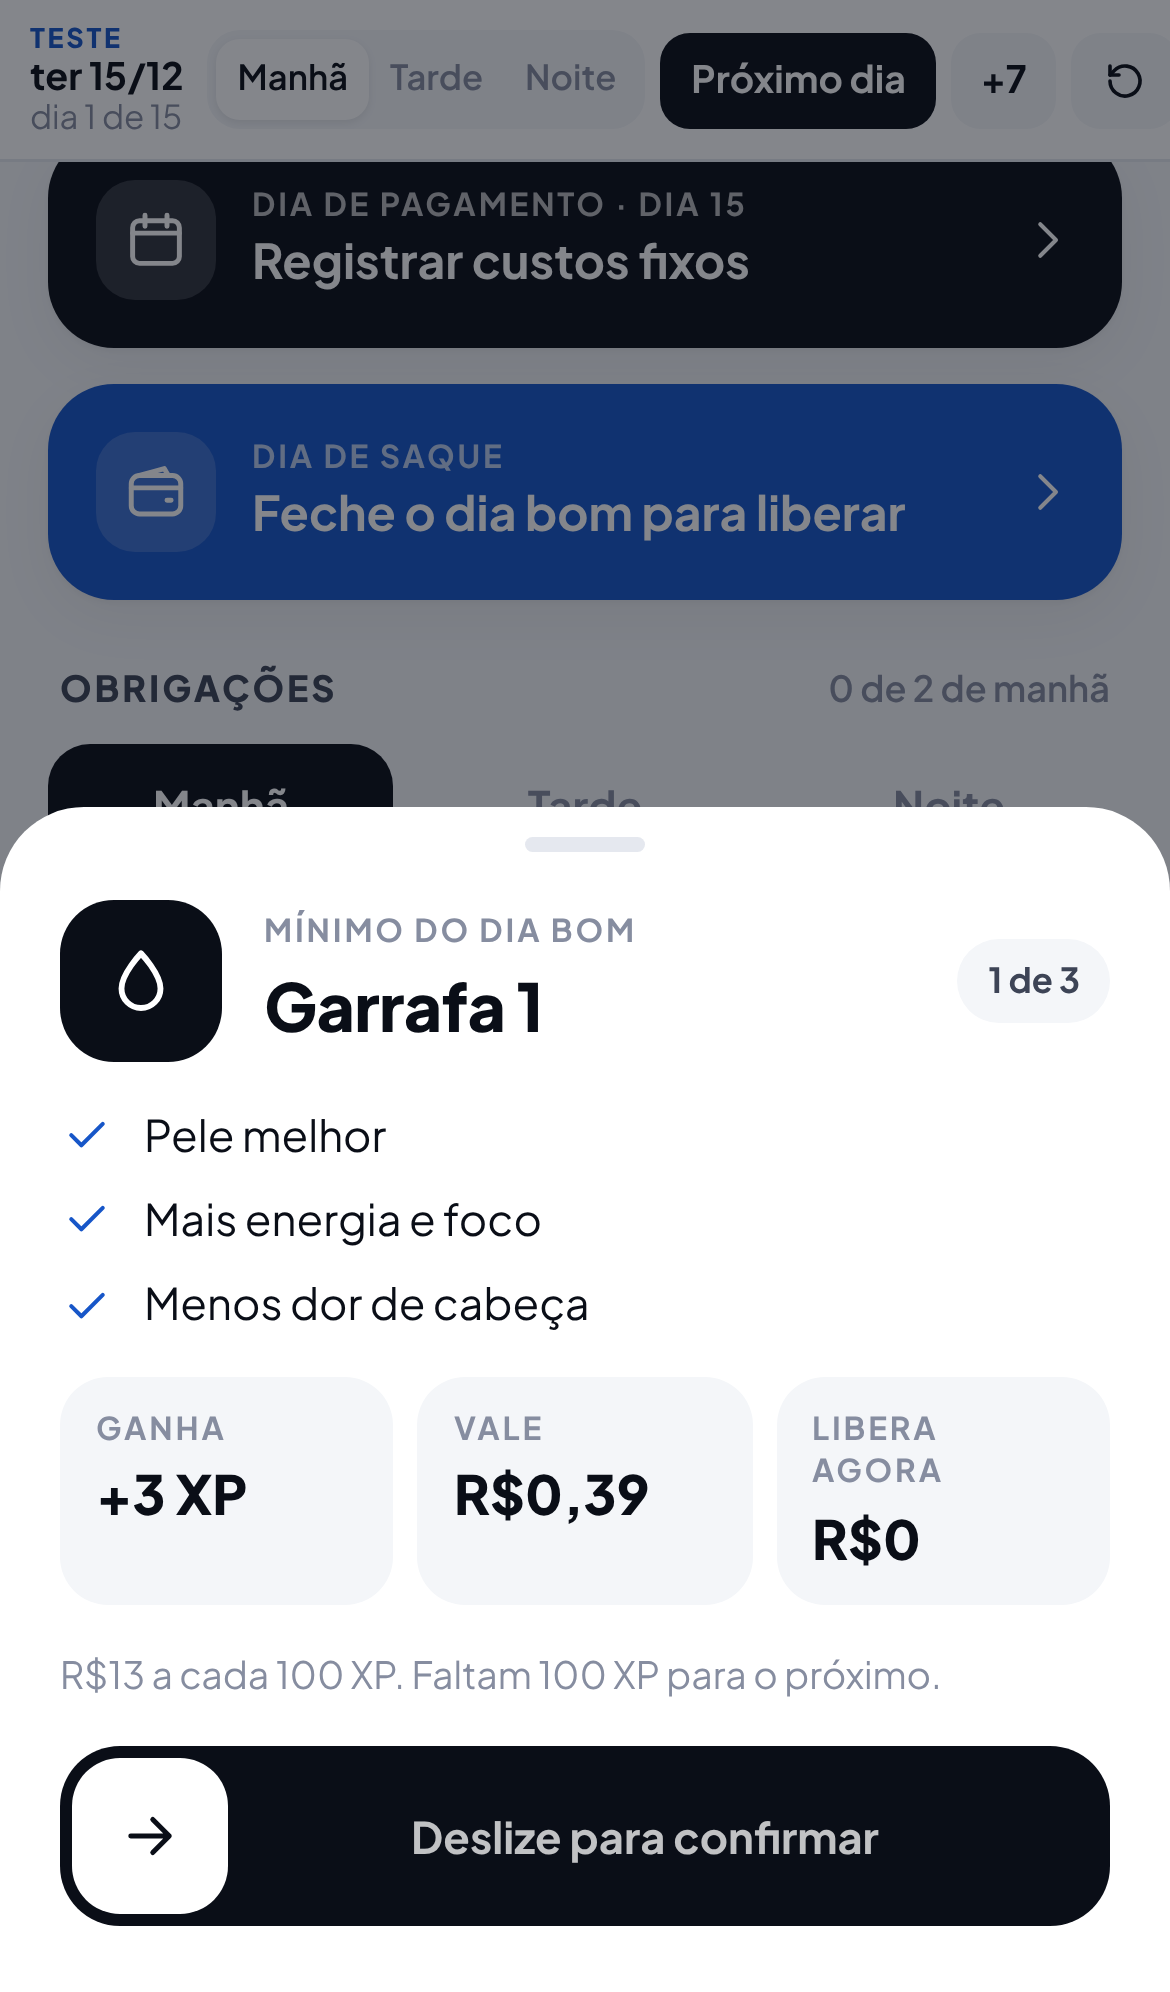 TESTE
ter 15/12
dia 1 de 15
Manhã
Tarde
Noite
Próximo dia
+7
DIA DE PAGAMENTO · DIA 15
Registrar custos fixos
DIA DE SAQUE
Feche o dia bom para liberar
OBRIGAÇÕES
0 de 2 de manhã
Manhã
Tarde
Noite
MÍNIMO DO DIA BOM
Garrafa 1
1 de 3
Pele melhor
Mais energia e foco
Menos dor de cabeça
GANHA
+3 XP
VALE
R$0,39
LIBERA
AGORA
R$0
R$13 a cada 100 XP. Faltam 100 XP para o próximo.
Deslize para confirmar